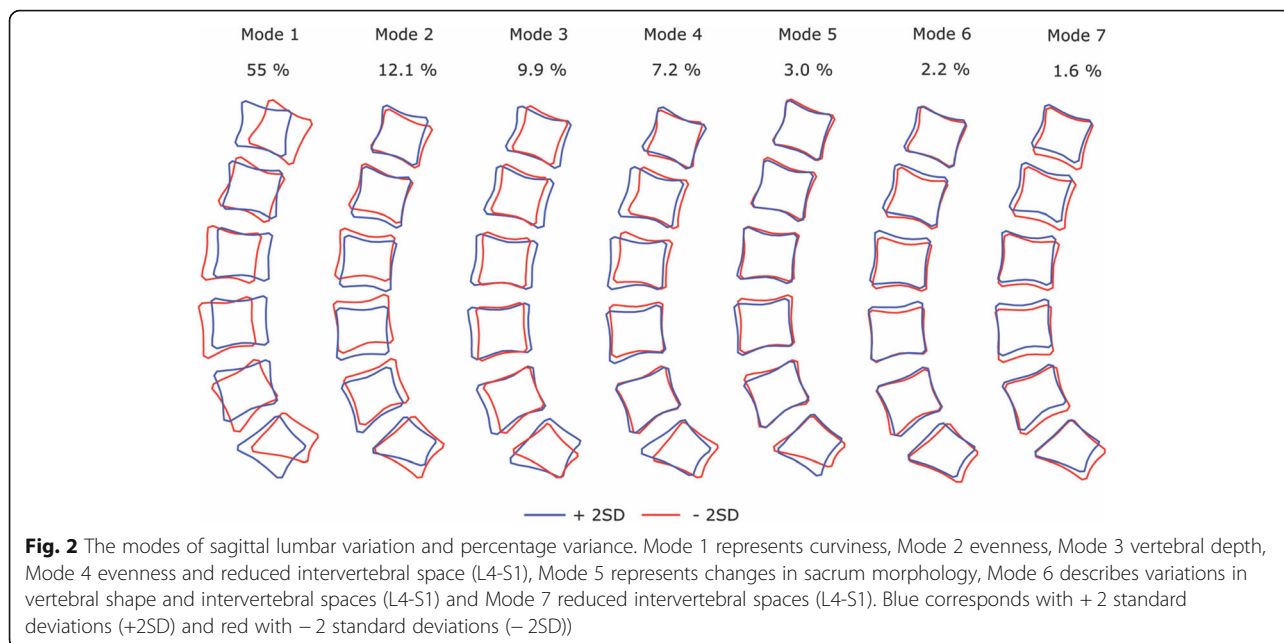 Mode 1 Mode 2 Mode 3 Mode 4 Mode 5 Mode 6 Mode 7
55 % 12.1 % 9.9 % 7.2 % 3.0 % 2.2 % 1.6 %
+ 2SD - 2SD
Fig. 2 The modes of sagittal lumbar variation and percentage variance. Mode 1 represents curviness, Mode 2 evenness, Mode 3 vertebral depth,
Mode 4 evenness and reduced intervertebral space (L4-S1), Mode 5 represents changes in sacrum morphology, Mode 6 describes variations in
vertebral shape and intervertebral spaces (L4-S1) and Mode 7 reduced intervertebral spaces (L4-S1). Blue corresponds with + 2 standard
deviations (+2SD) and red with − 2 standard deviations (− 2SD))